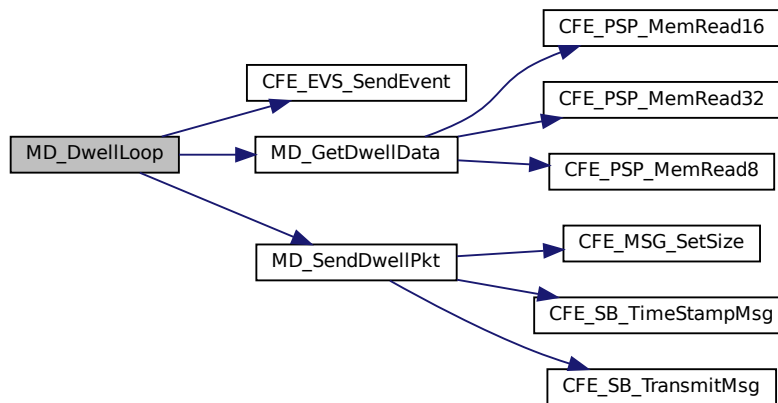 MD_DwellLoop
CFE_EVS_SendEvent
MD_GetDwellData
MD_SendDwellPkt
CFE_PSP_MemRead16
CFE_PSP_MemRead32
CFE_PSP_MemRead8
CFE_MSG_SetSize
CFE_SB_TimeStampMsg
CFE_SB_TransmitMsg